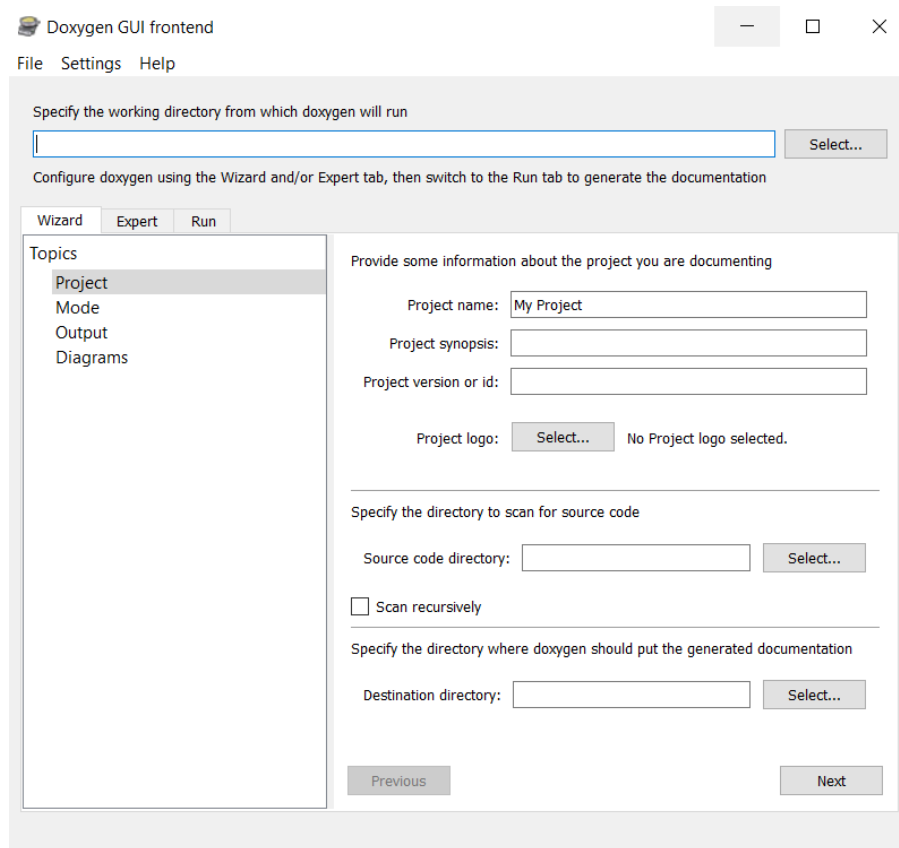 Doxygen GUI frontend
File Settings Help
Specify the working directory from which doxygen will run
Select...
Configure doxygen using the Wizard and/or Expert tab, then switch to the Run tab to generate the documentation
Wizard Expert Run
Topics
Project
Mode
Output
Diagrams
Provide some information about the project you are documenting
Project name: My Project
Project synopsis:
Project version or id:
Project logo: Select... No Project logo selected.
Specify the directory to scan for source code
Source code directory: Select...
Scan recursively
Specify the directory where doxygen should put the generated documentation
Destination directory: Select...
Previous Next